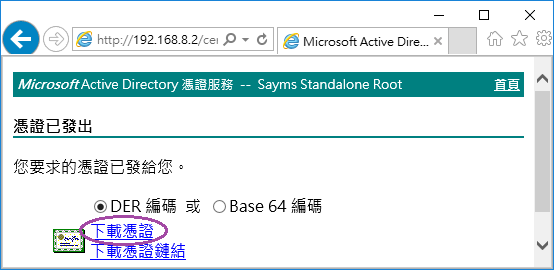 http://192.168.8.2/cer
Microsoft Active Dire...
Microsoft Active Directory 憑證服務 -- Sayms Standalone Root
首頁
憑證已發出
您要求的憑證已發給您。
DER 編碼 或 Base 64 編碼
下載憑證
下載憑證鏈結